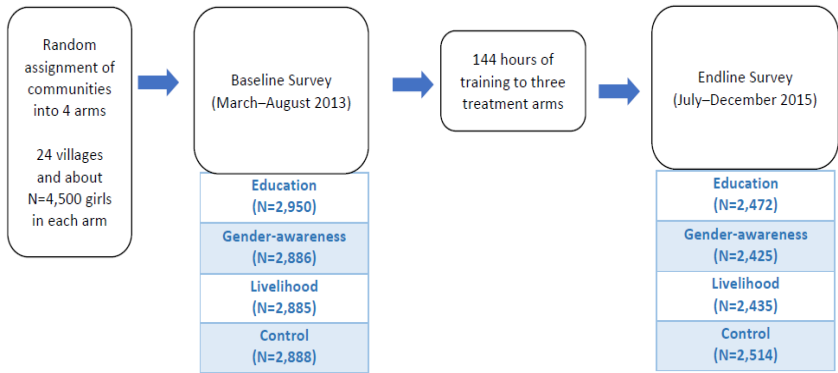 Random
assignment of
communities
into 4 arms
24 villages
and about
N=4,500 girls
in each arm
Baseline Survey
(March–August 2013)
Education
(N=2,950)
Gender-awareness
(N=2,886)
Livelihood
(N=2,885)
Control
(N=2,888)
144 hours of
training to three
treatment arms
Endline Survey
(July–December 2015)
Education
(N=2,472)
Gender-awareness
(N=2,425)
Livelihood
(N=2,435)
Control
(N=2,514)